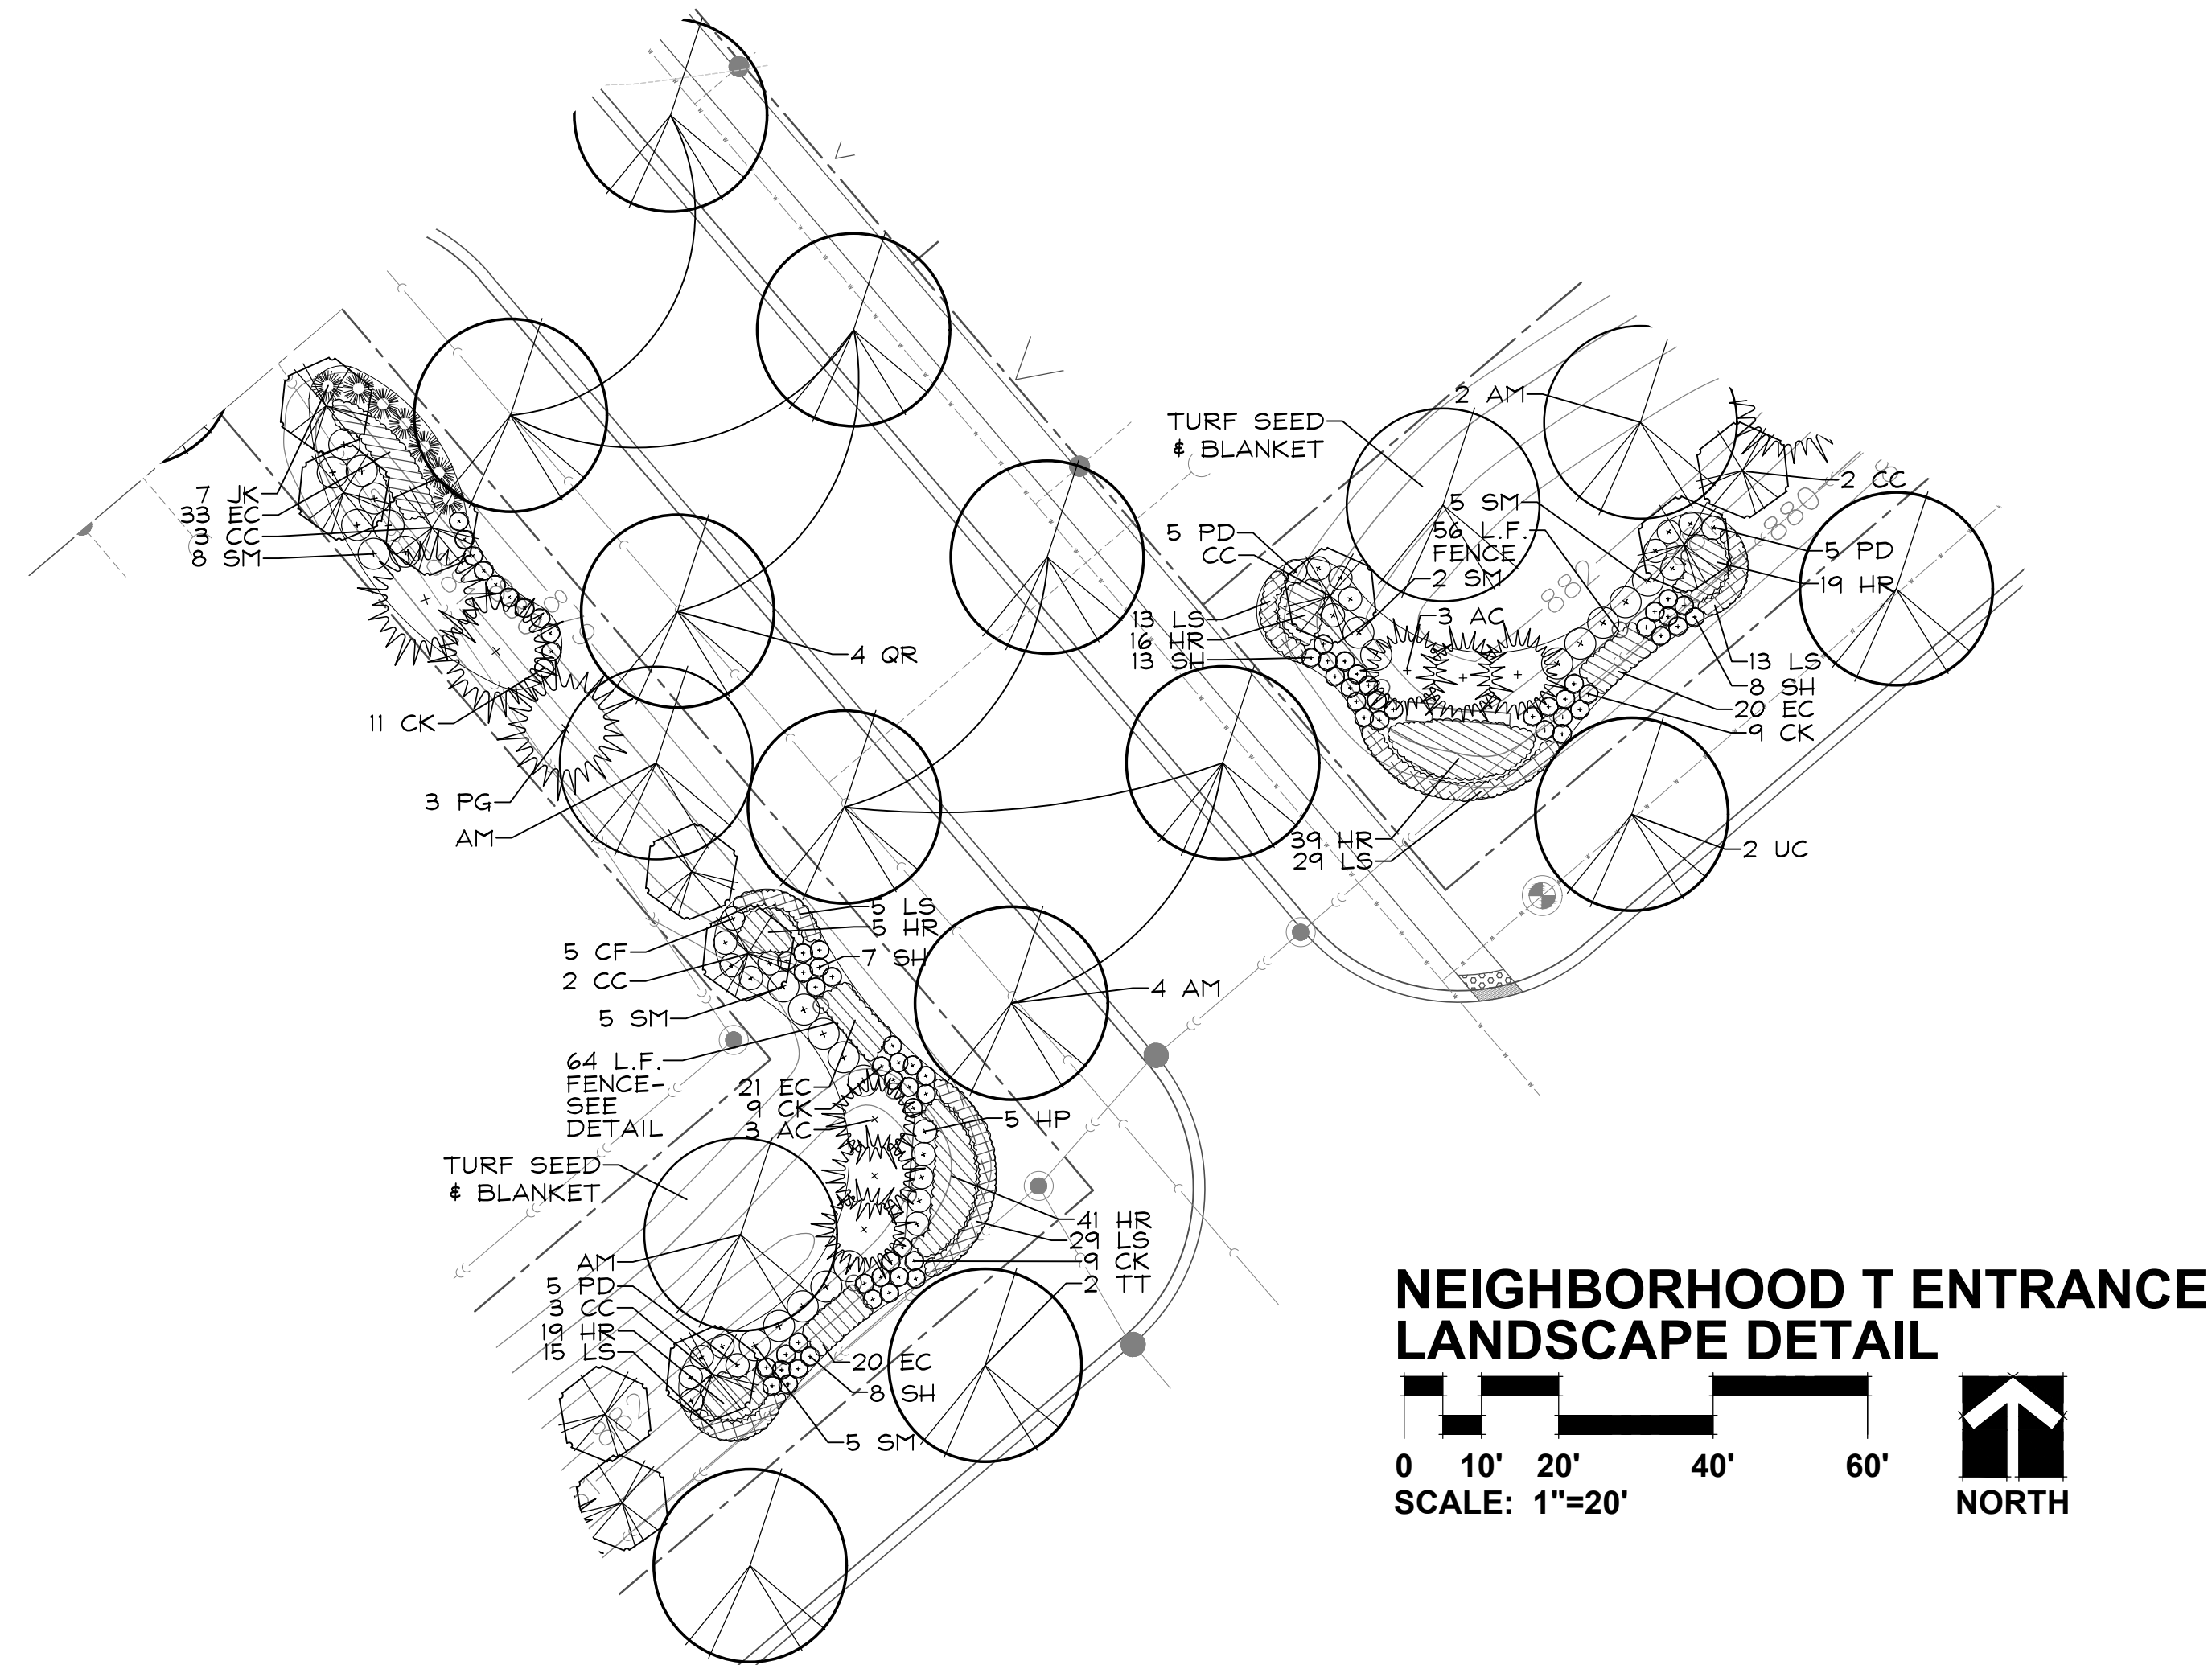 7 JK
33 EC
3 CC
8 SM
11 CK
3 PG
AM
4 QR
5 LS
5 HR
7 SH
5 CF
2 CC
5 SM
64 L.F.
FENCE-
SEE
DETAIL
21 EC
9 CK
3 AC
5 HP
4 AM
TURF SEED
& BLANKET
41 HR
29 LS
9 CK
2 TT
AM
5 PD
3 CC
19 HR
15 LS
20 EC
8 SH
5 SM
882
TURF SEED
& BLANKET
2 AM
5 SM
56 L.F.
FENCE
2 SM
3 AC
5 PD
CC
13 LS
16 HR
13 SH
2 CC
880
882
5 PD
19 HR
13 LS
8 SH
20 EC
9 CK
39 HR
29 LS
2 UC
NEIGHBORHOOD T ENTRANCE
LANDSCAPE DETAIL
0 10' 20' 40' 60'
SCALE: 1"=20'
NORTH